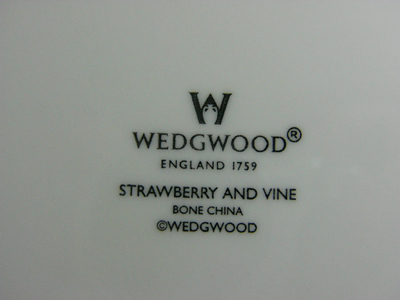 W
WEDGWOOD®
ENGLAND 1759
STRAWBERRY AND VINE
BONE CHINA
©WEDGWOOD